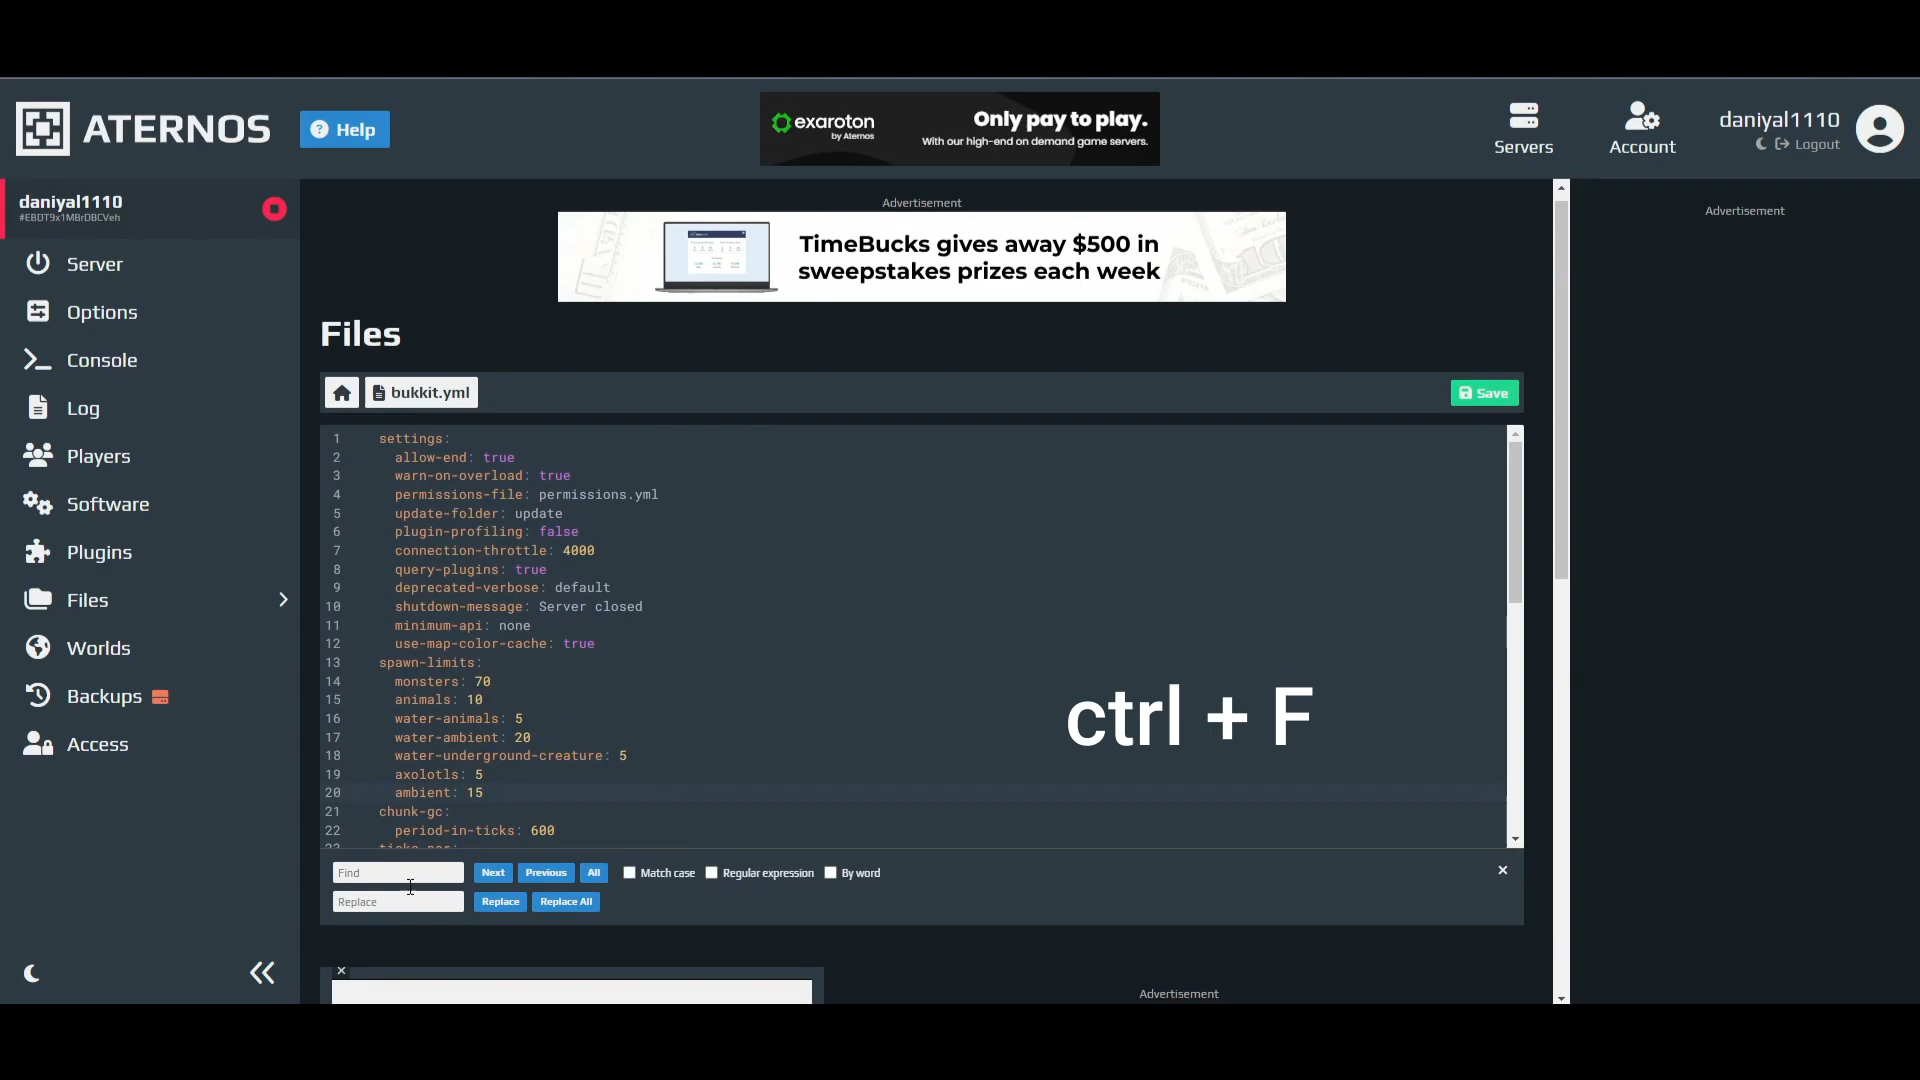 ATERNOS
? Help
exaroton
by Aternos
Only pay to play.
With our high-end on demand game servers.
Servers
Account
daniyal1110
Logout
daniyal1110
#EBDT9x1MBrD8CVeh
Server
Options
Console
Log
Players
Software
Plugins
Files
Worlds
Backups
Access
Advertisement
TimeBucks gives away $500 in
sweepstakes prizes each week
Advertisement
Files
bukkit.yml
Save
1 settings:
2 allow-end: true
3 warn-on-overload: true
4 permissions-file: permissions.yml
5 update-folder: update
6 plugin-profiling: false
7 connection-throttle: 4000
8 query-plugins: true
9 deprecated-verbose: default
10 shutdown-message: Server closed
11 minimum-api: none
12 use-map-color-cache: true
13 spawn-limits:
14 monsters: 70
15 animals: 10
16 water-animals: 5
17 water-ambient: 20
18 water-underground-creature: 5
19 axolotls: 5
20 ambient: 15
21 chunk-gc:
22 period-in-ticks: 600
23 ticks-per:
ctrl + F
Find Next Previous All Match case Regular expression By word
Replace Replace Replace All
Advertisement